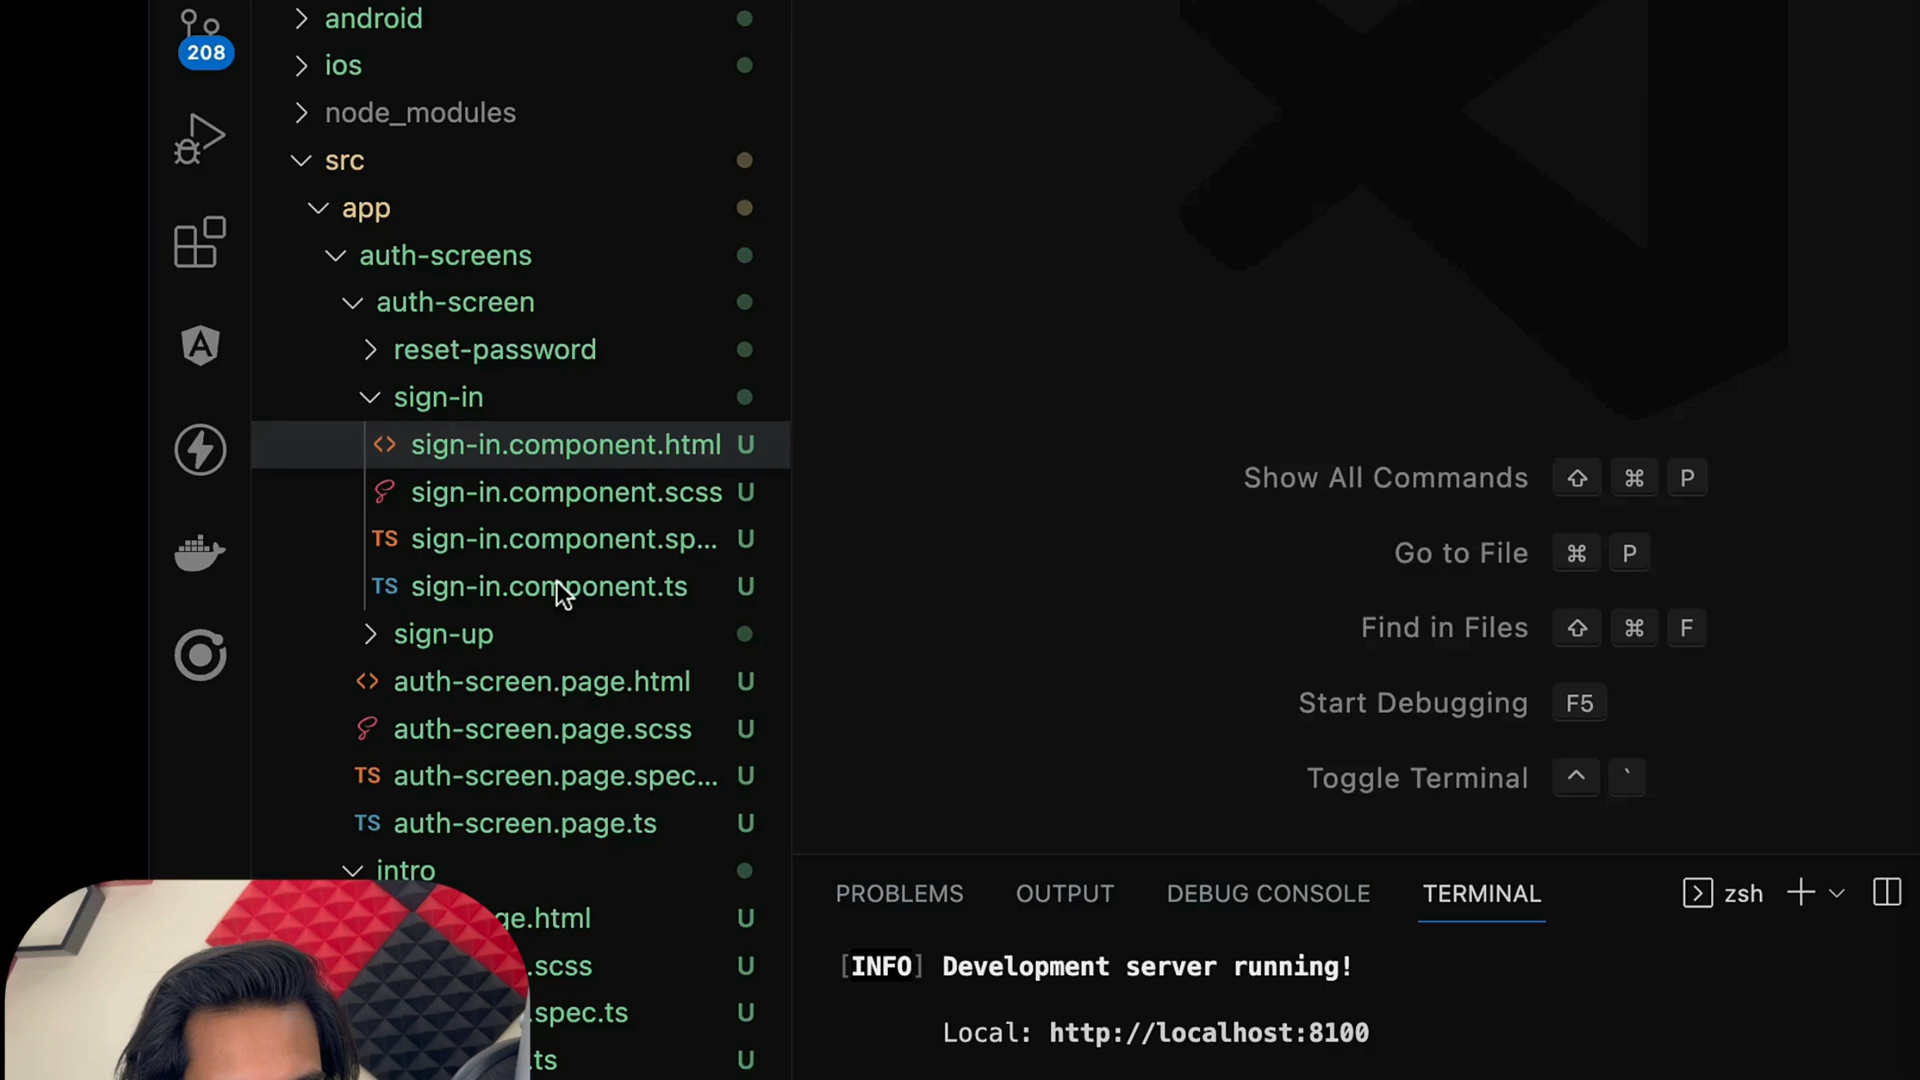 208
android
ios
node_modules
src
app
auth-screens
auth-screen
reset-password
sign-in
sign-in.component.html U
sign-in.component.scss U
TS sign-in.component.sp... U
TS sign-in.component.ts U
sign-up
auth-screen.page.html U
auth-screen.page.scss U
TS auth-screen.page.spec... U
TS auth-screen.page.ts U
intro
ge.html U
.scss U
.spec.ts U
.ts U
Show All Commands ⇧ ⌘ P
Go to File ⌘ P
Find in Files ⇧ ⌘ F
Start Debugging F5
Toggle Terminal ^ `
PROBLEMS OUTPUT DEBUG CONSOLE TERMINAL zsh
[INFO] Development server running!
Local: http://localhost:8100